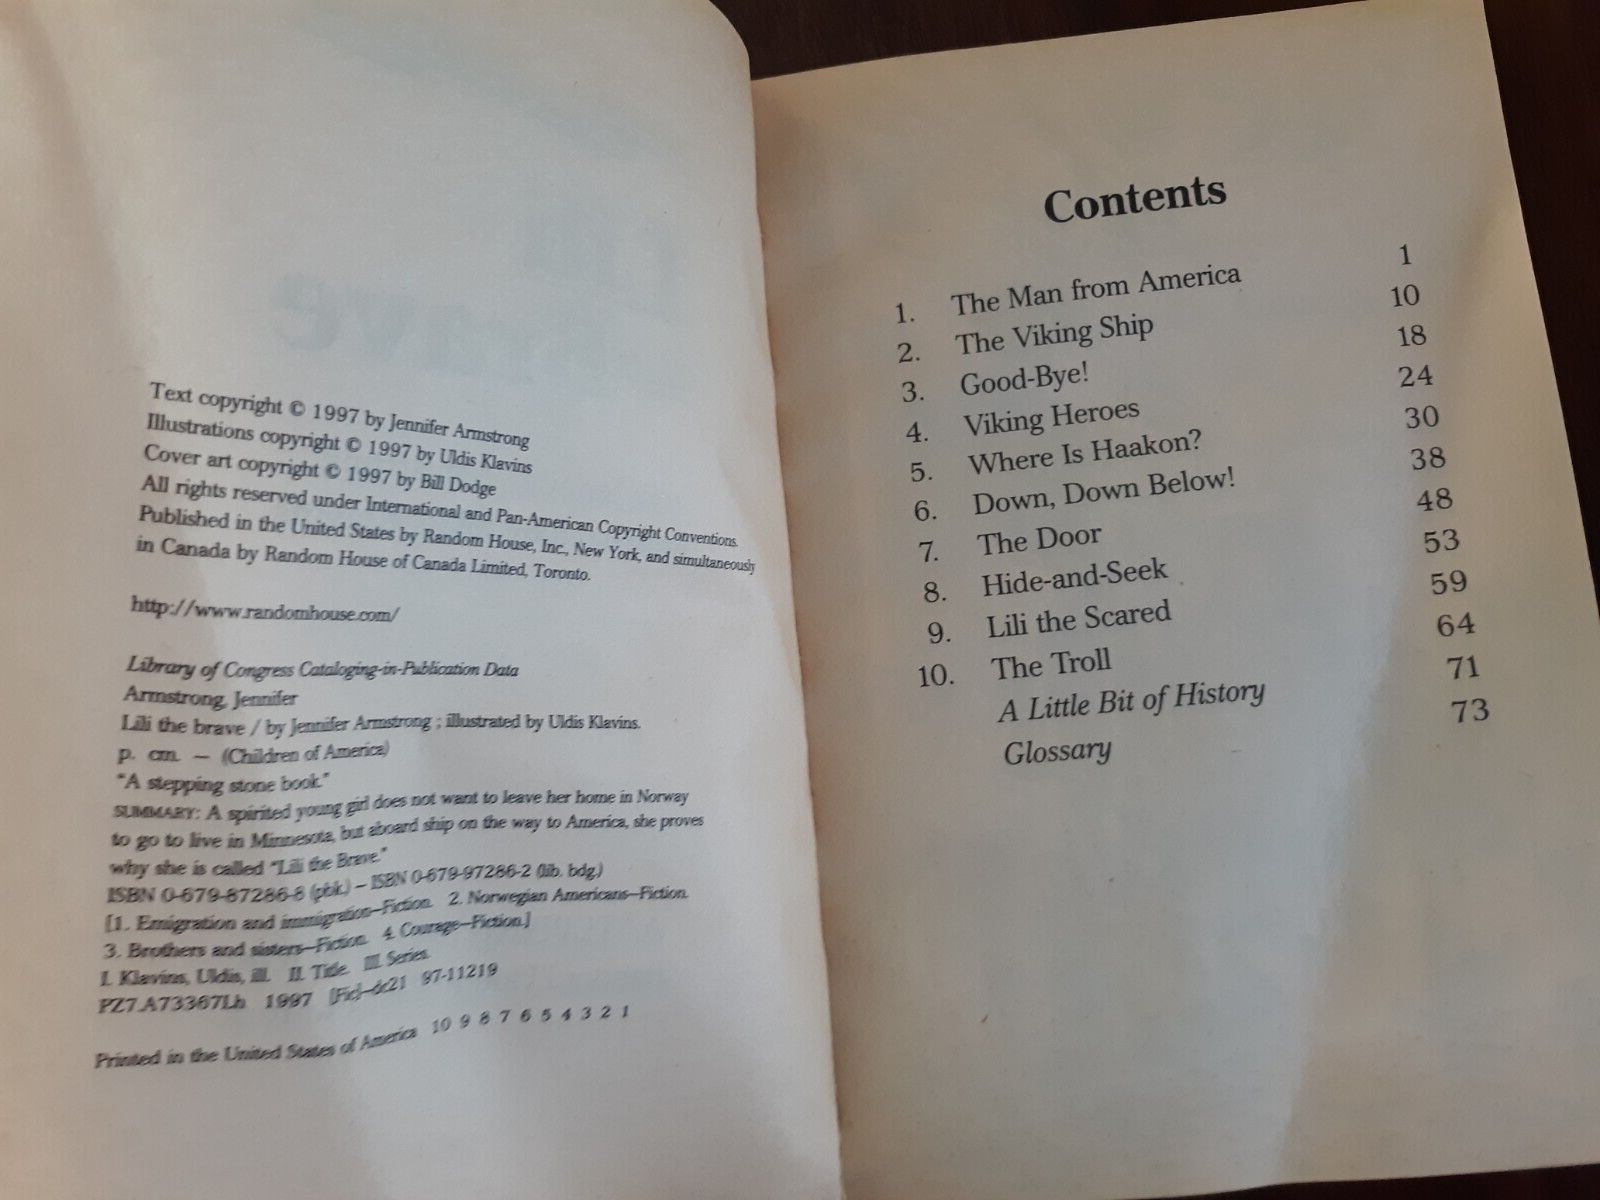 Text copyright © 1997 by Jennifer Armstrong
Illustrations copyright © 1997 by Uldis Klavins
Cover art copyright © 1997 by Bill Dodge
All rights reserved under International and Pan-American Copyright Conventions.
Published in the United States by Random House, Inc., New York, and simultaneously
in Canada by Random House of Canada Limited, Toronto.
http://www.randomhouse.com/
Library of Congress Cataloging-in-Publication Data
Armstrong, Jennifer
Lili the brave / by Jennifer Armstrong ; illustrated by Uldis Klavins.
p. cm. — (Children of America)
"A stepping stone book."
SUMMARY: A spirited young girl does not want to leave her home in Norway
to go to live in Minnesota, but aboard ship on the way to America, she proves
why she is called "Lili the Brave."
ISBN 0-679-87286-8 (pbk.) — ISBN 0-679-97286-2 (lib. bdg.)
[1. Emigration and immigration—Fiction. 2. Norwegian Americans—Fiction.
3. Brothers and sisters—Fiction. 4. Courage—Fiction.]
I. Klavins, Uldis, ill. II. Title. III. Series.
PZ7.A73367Lh 1997 [Fic]—dc21 97-11219
Printed in the United States of America 10 9 8 7 6 5 4 3 2 1
Contents
1. The Man from America 1
2. The Viking Ship 10
3. Good-Bye! 18
4. Viking Heroes 24
5. Where Is Haakon? 30
6. Down, Down Below! 38
7. The Door 48
8. Hide-and-Seek 53
9. Lili the Scared 59
10. The Troll 64
A Little Bit of History 71
Glossary 73